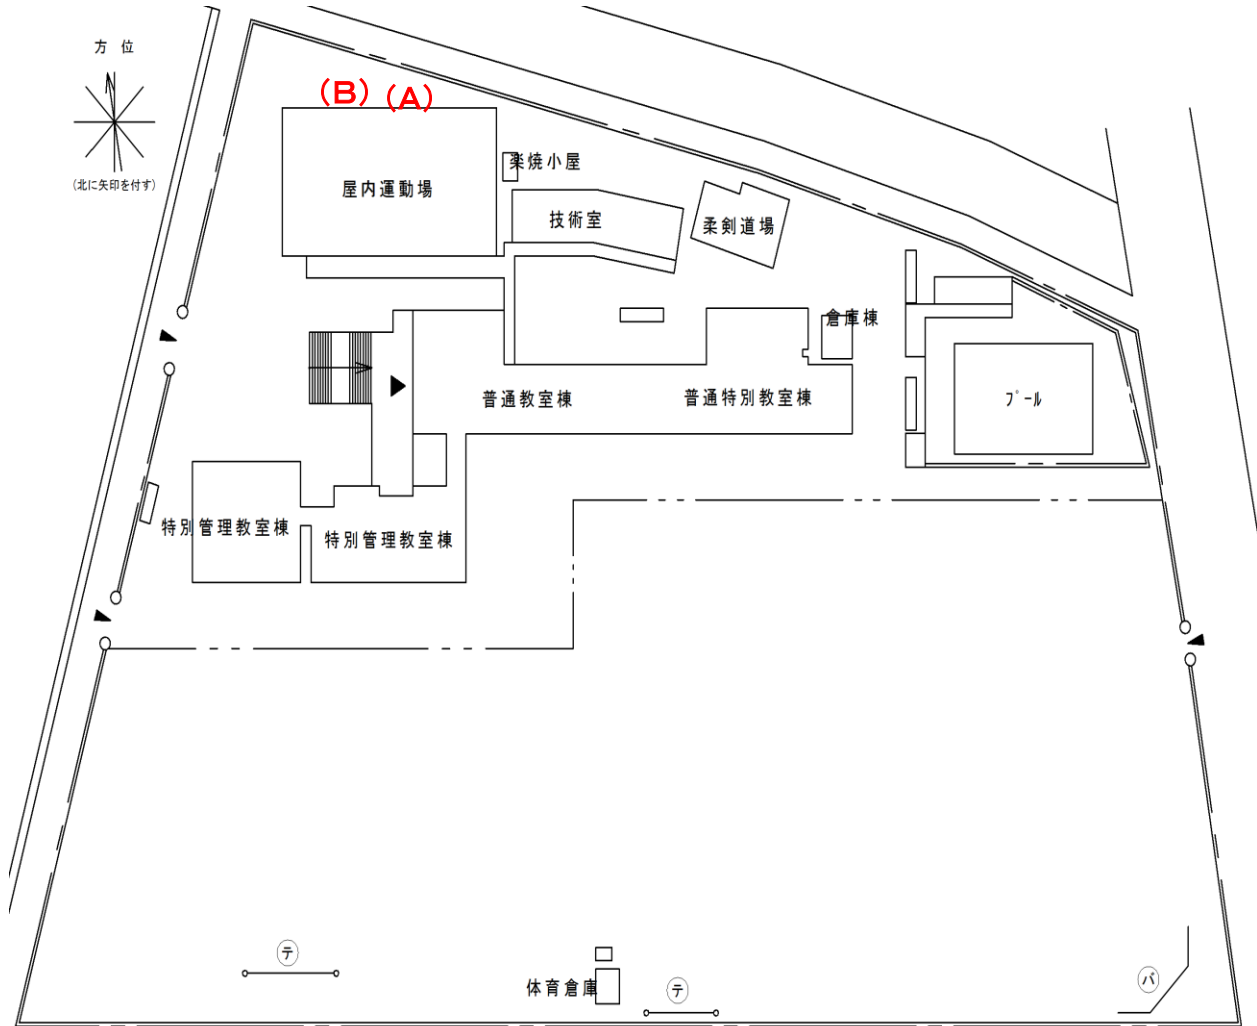 方 位
(北に矢印を付す)
(B) (A)
屋内運動場
楽焼小屋
技術室
柔剣道場
倉庫棟
普通教室棟
普通特別教室棟
プール
特別管理教室棟
特別管理教室棟
テ
体育倉庫
テ
バ